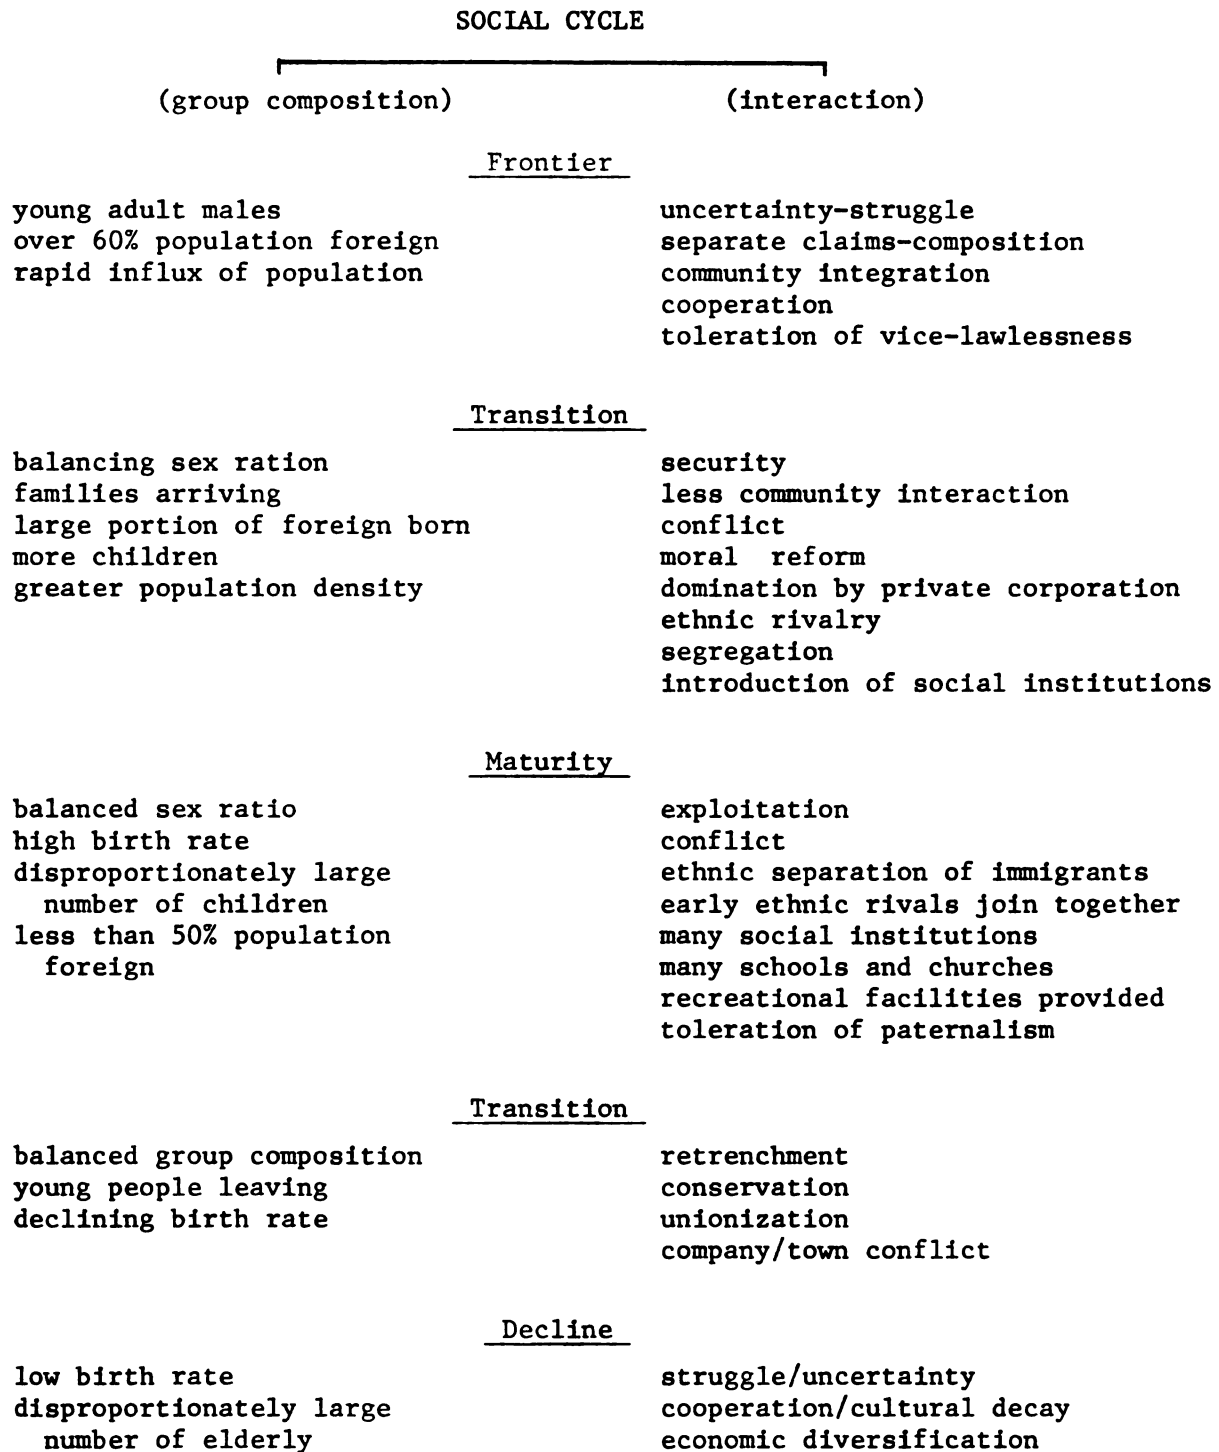 SOCIAL CYCLE
(group composition) (interaction)
Frontier
young adult males uncertainty-struggle
over 60% population foreign separate claims-composition
rapid influx of population community integration
cooperation
toleration of vice-lawlessness
Transition
balancing sex ration security
families arriving less community interaction
large portion of foreign born conflict
more children moral reform
greater population density domination by private corporation
ethnic rivalry
segregation
introduction of social institutions
Maturity
balanced sex ratio exploitation
high birth rate conflict
disproportionately large ethnic separation of immigrants
number of children early ethnic rivals join together
less than 50% population many social institutions
foreign many schools and churches
recreational facilities provided
toleration of paternalism
Transition
balanced group composition retrenchment
young people leaving conservation
declining birth rate unionization
company/town conflict
Decline
low birth rate struggle/uncertainty
disproportionately large cooperation/cultural decay
number of elderly economic diversification